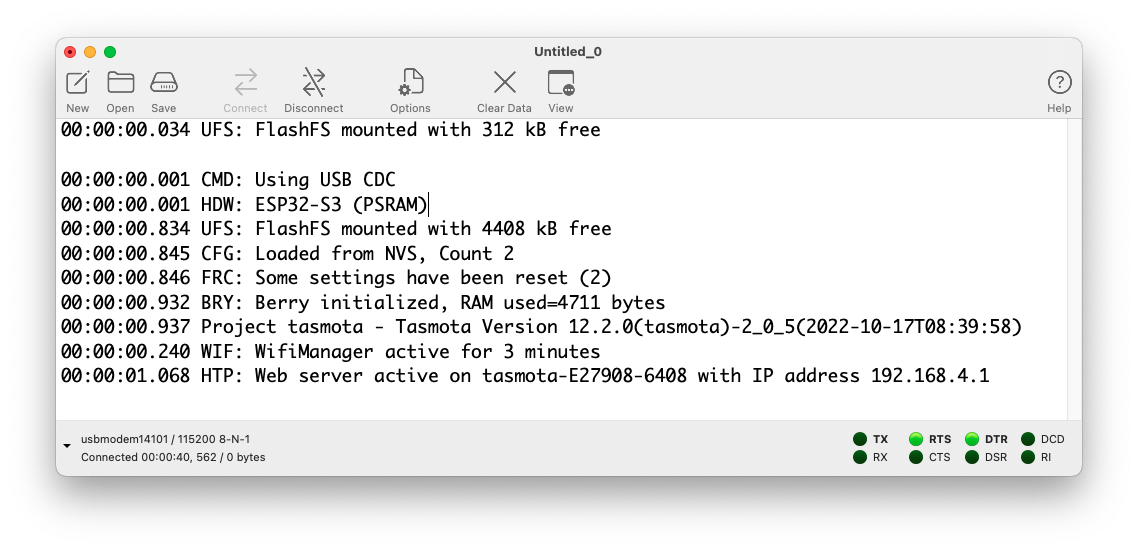 Untitled_0
New Open Save Connect Disconnect Options Clear Data View Help
00:00:00.034 UFS: FlashFS mounted with 312 kB free
00:00:00.001 CMD: Using USB CDC
00:00:00.001 HDW: ESP32-S3 (PSRAM)
00:00:00.834 UFS: FlashFS mounted with 4408 kB free
00:00:00.845 CFG: Loaded from NVS, Count 2
00:00:00.846 FRC: Some settings have been reset (2)
00:00:00.932 BRY: Berry initialized, RAM used=4711 bytes
00:00:00.937 Project tasmota - Tasmota Version 12.2.0(tasmota)-2_0_5(2022-10-17T08:39:58)
00:00:00.240 WIF: WifiManager active for 3 minutes
00:00:01.068 HTP: Web server active on tasmota-E27908-6408 with IP address 192.168.4.1
usbmodem14101 / 115200 8-N-1 TX RTS DTR DCD
Connected 00:00:40, 562 / 0 bytes RX CTS DSR RI